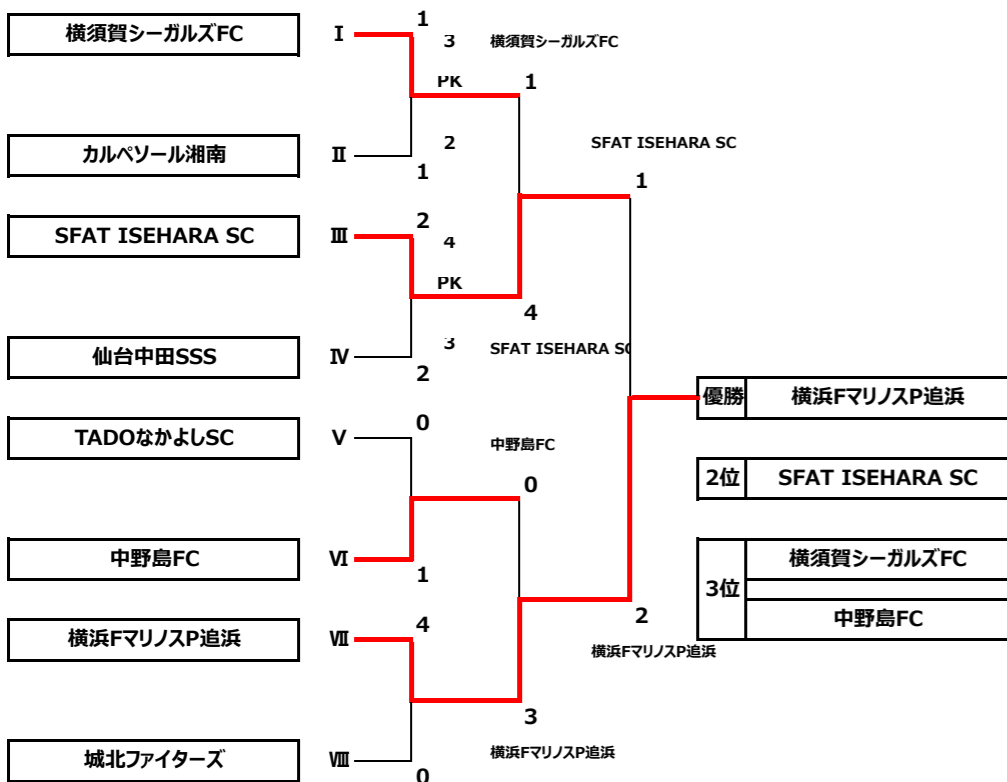 横須賀シーガルズFC
Ⅰ
1
3
横須賀シーガルズFC
PK
1
カルペソール湘南
Ⅱ
2
1
SFAT ISEHARA SC
1
SFAT ISEHARA SC
Ⅲ
2
4
PK
4
仙台中田SSS
Ⅳ
3
SFAT ISEHARA SC
2
優勝 横浜FマリノスP追浜
TADOなかよしSC
Ⅴ
0
中野島FC
0
2位 SFAT ISEHARA SC
中野島FC
Ⅵ
1
3位
横須賀シーガルズFC
中野島FC
横浜FマリノスP追浜
Ⅶ
4
2
横浜FマリノスP追浜
3
城北ファイターズ
Ⅷ
0
横浜FマリノスP追浜